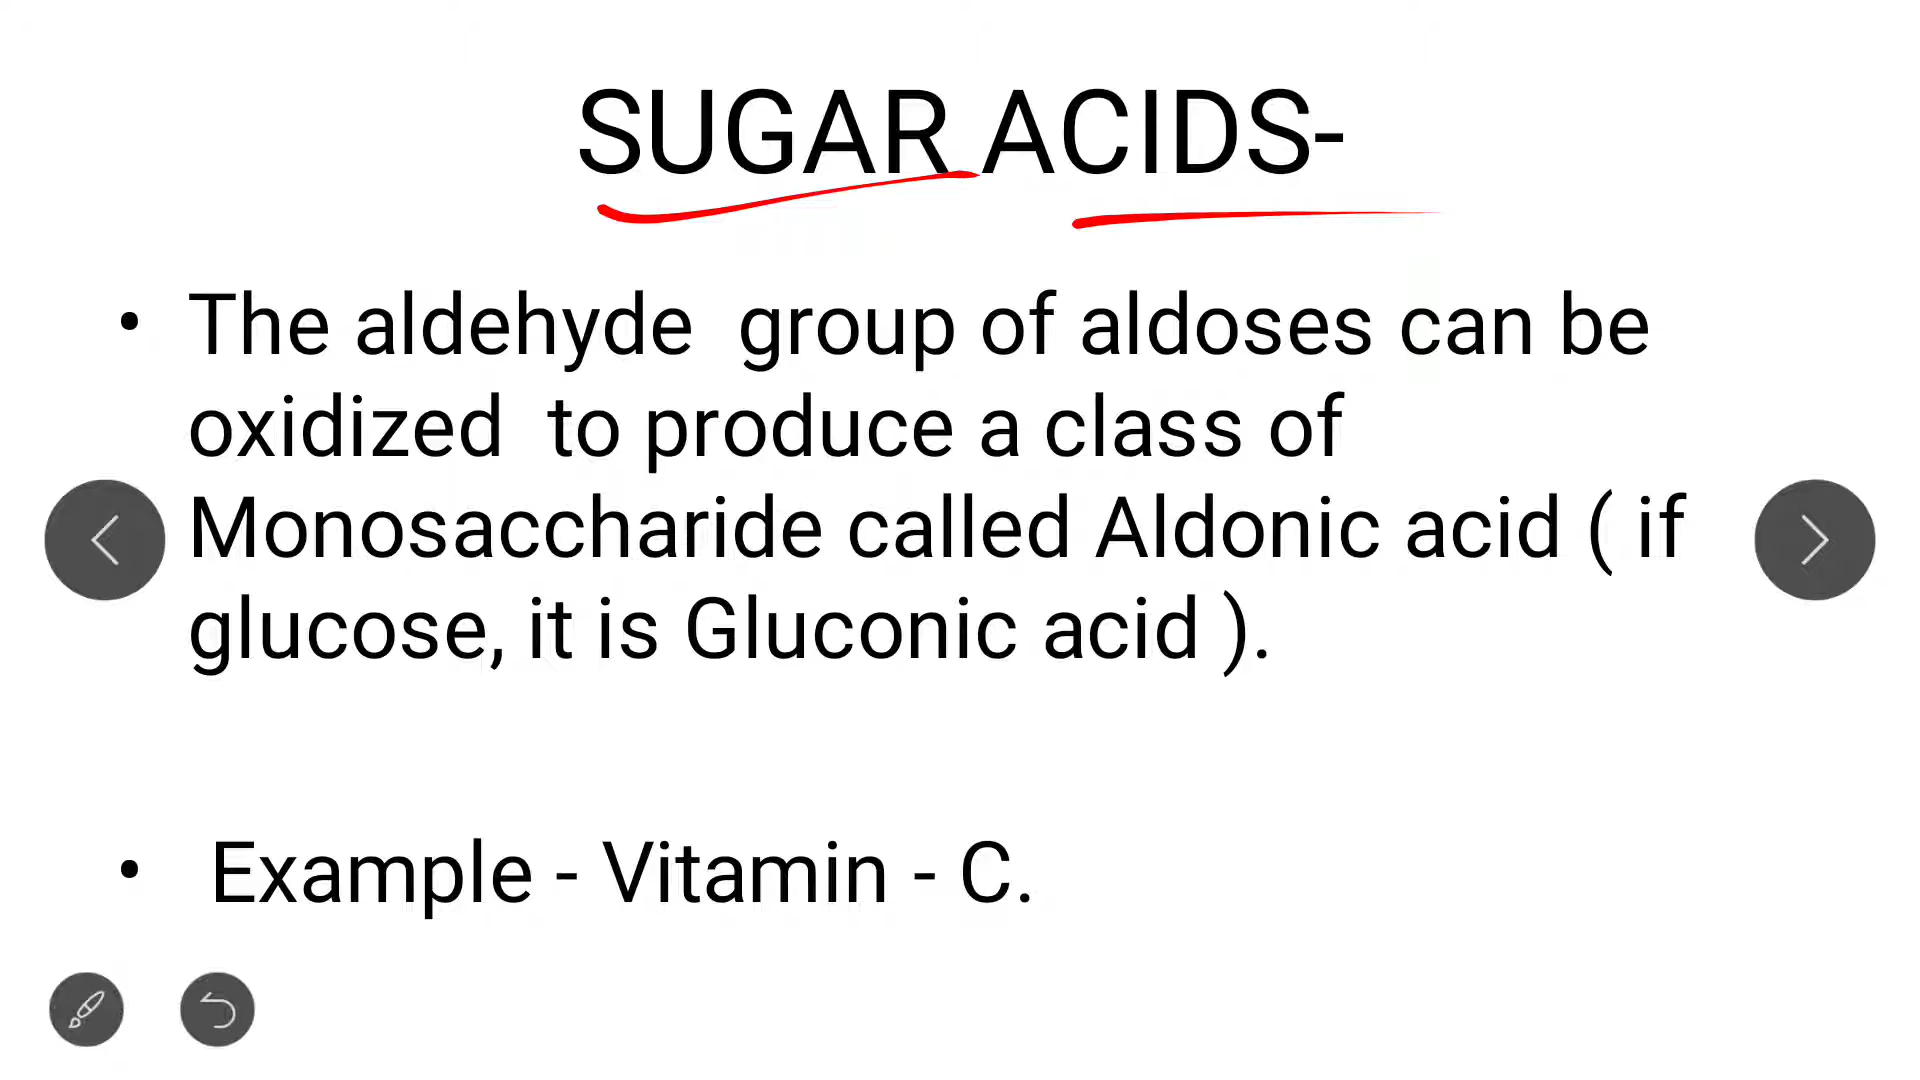 SUGAR ACIDS-
• The aldehyde  group of aldoses can be
oxidized  to produce a class of
Monosaccharide called Aldonic acid ( if
glucose, it is Gluconic acid ).
• Example - Vitamin - C.